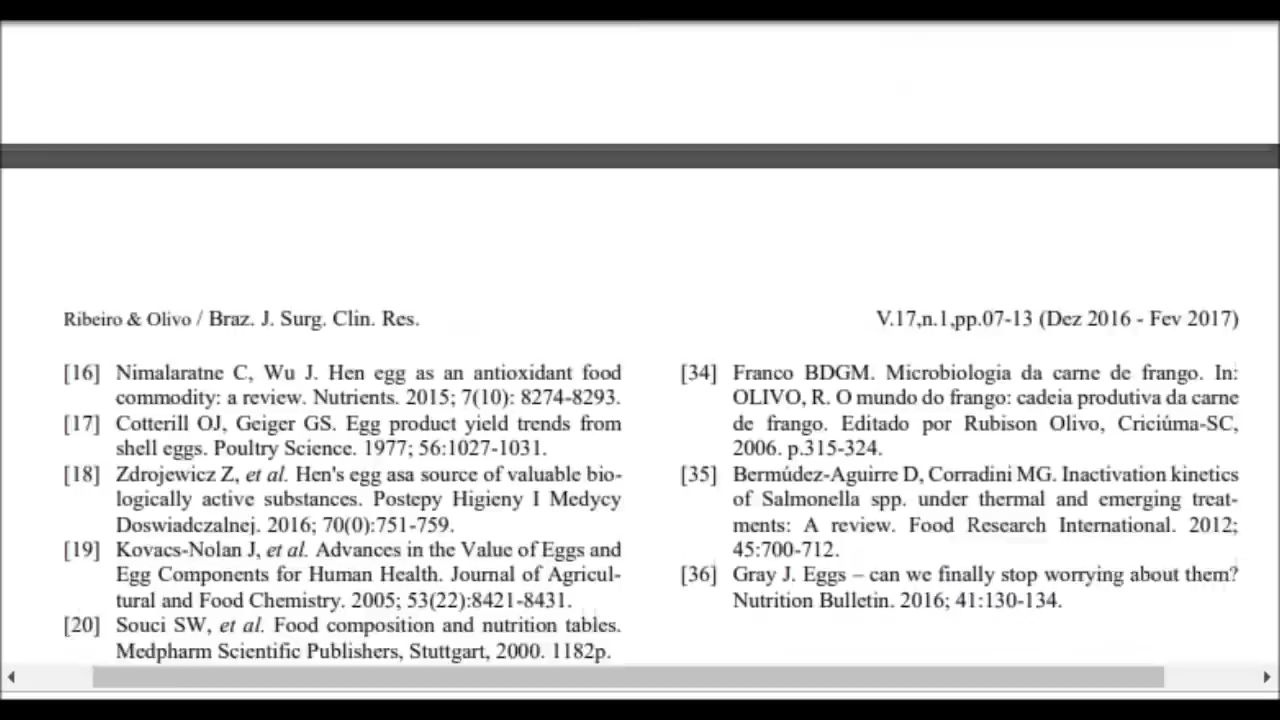 Ribeiro & Olivo / Braz. J. Surg. Clin. Res.
V.17,n.1,pp.07-13 (Dez 2016 - Fev 2017)
[16] Nimalaratne C, Wu J. Hen egg as an antioxidant food
commodity: a review. Nutrients. 2015; 7(10): 8274-8293.
[17] Cotterill OJ, Geiger GS. Egg product yield trends from
shell eggs. Poultry Science. 1977; 56:1027-1031.
[18] Zdrojewicz Z, et al. Hen's egg asa source of valuable bio-
logically active substances. Postepy Higieny I Medycy
Doswiadczalnej. 2016; 70(0):751-759.
[19] Kovacs-Nolan J, et al. Advances in the Value of Eggs and
Egg Components for Human Health. Journal of Agricul-
tural and Food Chemistry. 2005; 53(22):8421-8431.
[20] Souci SW, et al. Food composition and nutrition tables.
Medpharm Scientific Publishers, Stuttgart, 2000. 1182p.
[34] Franco BDGM. Microbiologia da carne de frango. In:
OLIVO, R. O mundo do frango: cadeia produtiva da carne
de frango. Editado por Rubison Olivo, Criciúma-SC,
2006. p.315-324.
[35] Bermúdez-Aguirre D, Corradini MG. Inactivation kinetics
of Salmonella spp. under thermal and emerging treat-
ments: A review. Food Research International. 2012;
45:700-712.
[36] Gray J. Eggs – can we finally stop worrying about them?
Nutrition Bulletin. 2016; 41:130-134.